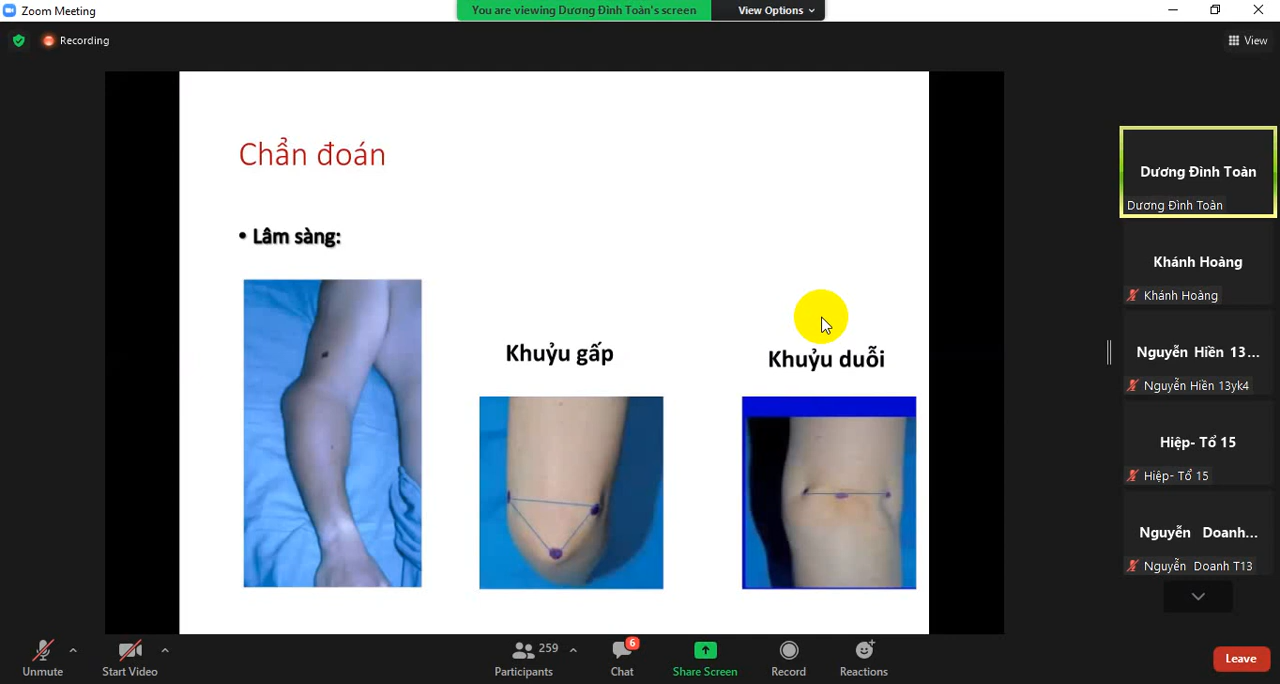 Zoom Meeting
You are viewing Dương Đình Toàn's screen
View Options
Recording
View
Chẩn đoán
• Lâm sàng:
Khuỷu gấp
Khuỷu duỗi
Dương Đình Toàn
Dương Đình Toàn
Khánh Hoàng
Khánh Hoàng
Nguyễn Hiền 13...
Nguyễn Hiền 13yk4
Hiệp- Tổ 15
Hiệp- Tổ 15
Nguyễn Doanh...
Nguyễn Doanh T13
Unmute
Start Video
259
Participants
6
Chat
Share Screen
Record
Reactions
Leave